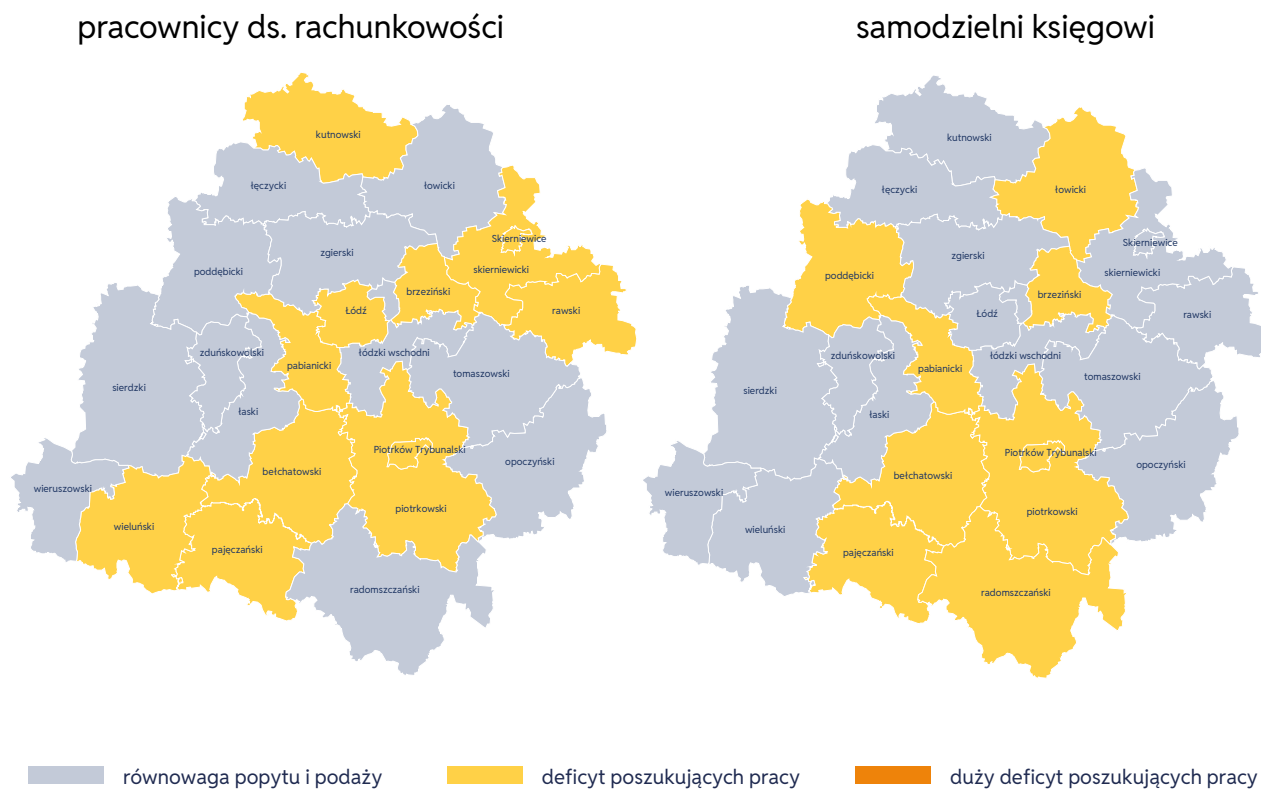 pracownicy ds. rachunkowości
kutnowski
łęczycki
łowicki
Skierniewice
zgierski
skierniewicki
poddębicki
brzeziński
Łódź
rawski
zduńskowolski
łódzki wschodni
pabianicki
tomaszowski
sierdzki
łaski
Piotrków Trybunalski
opoczyński
bełchatowski
wieruszowski
piotrkowski
wieluński
pajęczański
radomszczański
samodzielni księgowi
kutnowski
łęczycki
łowicki
Skierniewice
zgierski
skierniewicki
poddębicki
brzeziński
Łódź
rawski
zduńskowolski
łódzki wschodni
pabianicki
tomaszowski
sierdzki
łaski
Piotrków Trybunalski
opoczyński
bełchatowski
wieruszowski
piotrkowski
wieluński
pajęczański
radomszczański
równowaga popytu i podaży
deficyt poszukujących pracy
duży deficyt poszukujących pracy